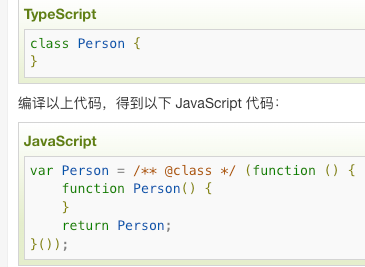 TypeScript
class Person {
}
编译以上代码，得到以下 JavaScript 代码：
JavaScript
var Person = /** @class */ (function () {
    function Person() {
    }
    return Person;
}());